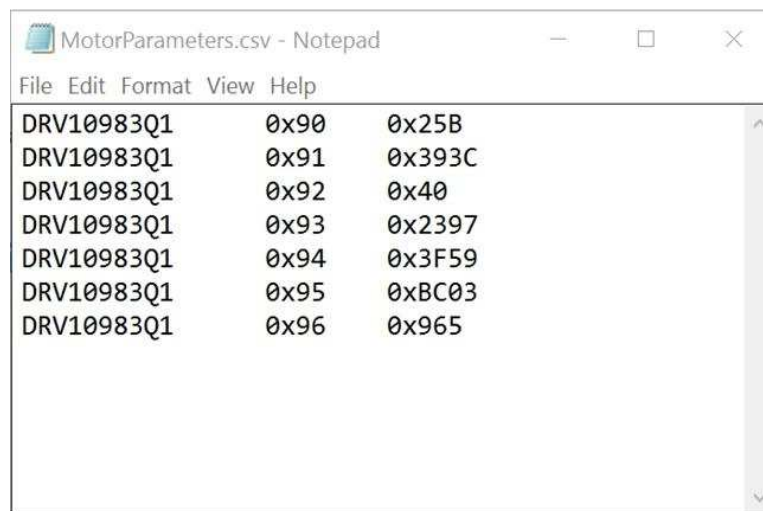 MotorParameters.csv - Notepad
File Edit Format View Help
DRV10983Q1 0x90 0x25B
DRV10983Q1 0x91 0x393C
DRV10983Q1 0x92 0x40
DRV10983Q1 0x93 0x2397
DRV10983Q1 0x94 0x3F59
DRV10983Q1 0x95 0xBC03
DRV10983Q1 0x96 0x965